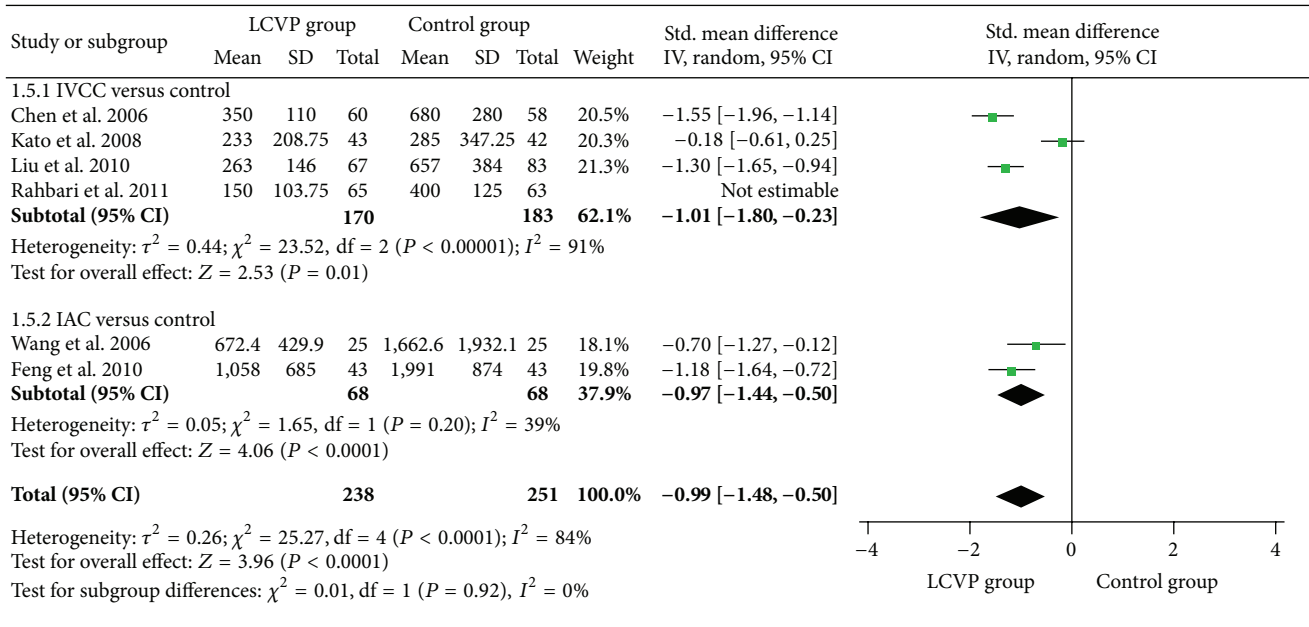 Study or subgroup LCVP group Control group Weight Std. mean difference IV, random, 95% CI Std. mean difference IV, random, 95% CI
Mean SD Total Mean SD Total
1.5.1 IVCC versus control
Chen et al. 2006 350 110 60 680 280 58 20.5% −1.55 [−1.96, −1.14]
Kato et al. 2008 233 208.75 43 285 347.25 42 20.3% −0.18 [−0.61, 0.25]
Liu et al. 2010 263 146 67 657 384 83 21.3% −1.30 [−1.65, −0.94]
Rahbari et al. 2011 150 103.75 65 400 125 63 Not estimable
Subtotal (95% CI) 170 183 62.1% −1.01 [−1.80, −0.23]
Heterogeneity: τ² = 0.44; χ² = 23.52, df = 2 (P < 0.00001); I² = 91%
Test for overall effect: Z = 2.53 (P = 0.01)
1.5.2 IAC versus control
Wang et al. 2006 672.4 429.9 25 1,662.6 1,932.1 25 18.1% −0.70 [−1.27, −0.12]
Feng et al. 2010 1,058 685 43 1,991 874 43 19.8% −1.18 [−1.64, −0.72]
Subtotal (95% CI) 68 68 37.9% −0.97 [−1.44, −0.50]
Heterogeneity: τ² = 0.05; χ² = 1.65, df = 1 (P = 0.20); I² = 39%
Test for overall effect: Z = 4.06 (P < 0.0001)
Total (95% CI) 238 251 100.0% −0.99 [−1.48, −0.50]
Heterogeneity: τ² = 0.26; χ² = 25.27, df = 4 (P < 0.0001); I² = 84%
Test for overall effect: Z = 3.96 (P < 0.0001)
Test for subgroup differences: χ² = 0.01, df = 1 (P = 0.92), I² = 0%
−4 −2 0 2 4
LCVP group Control group